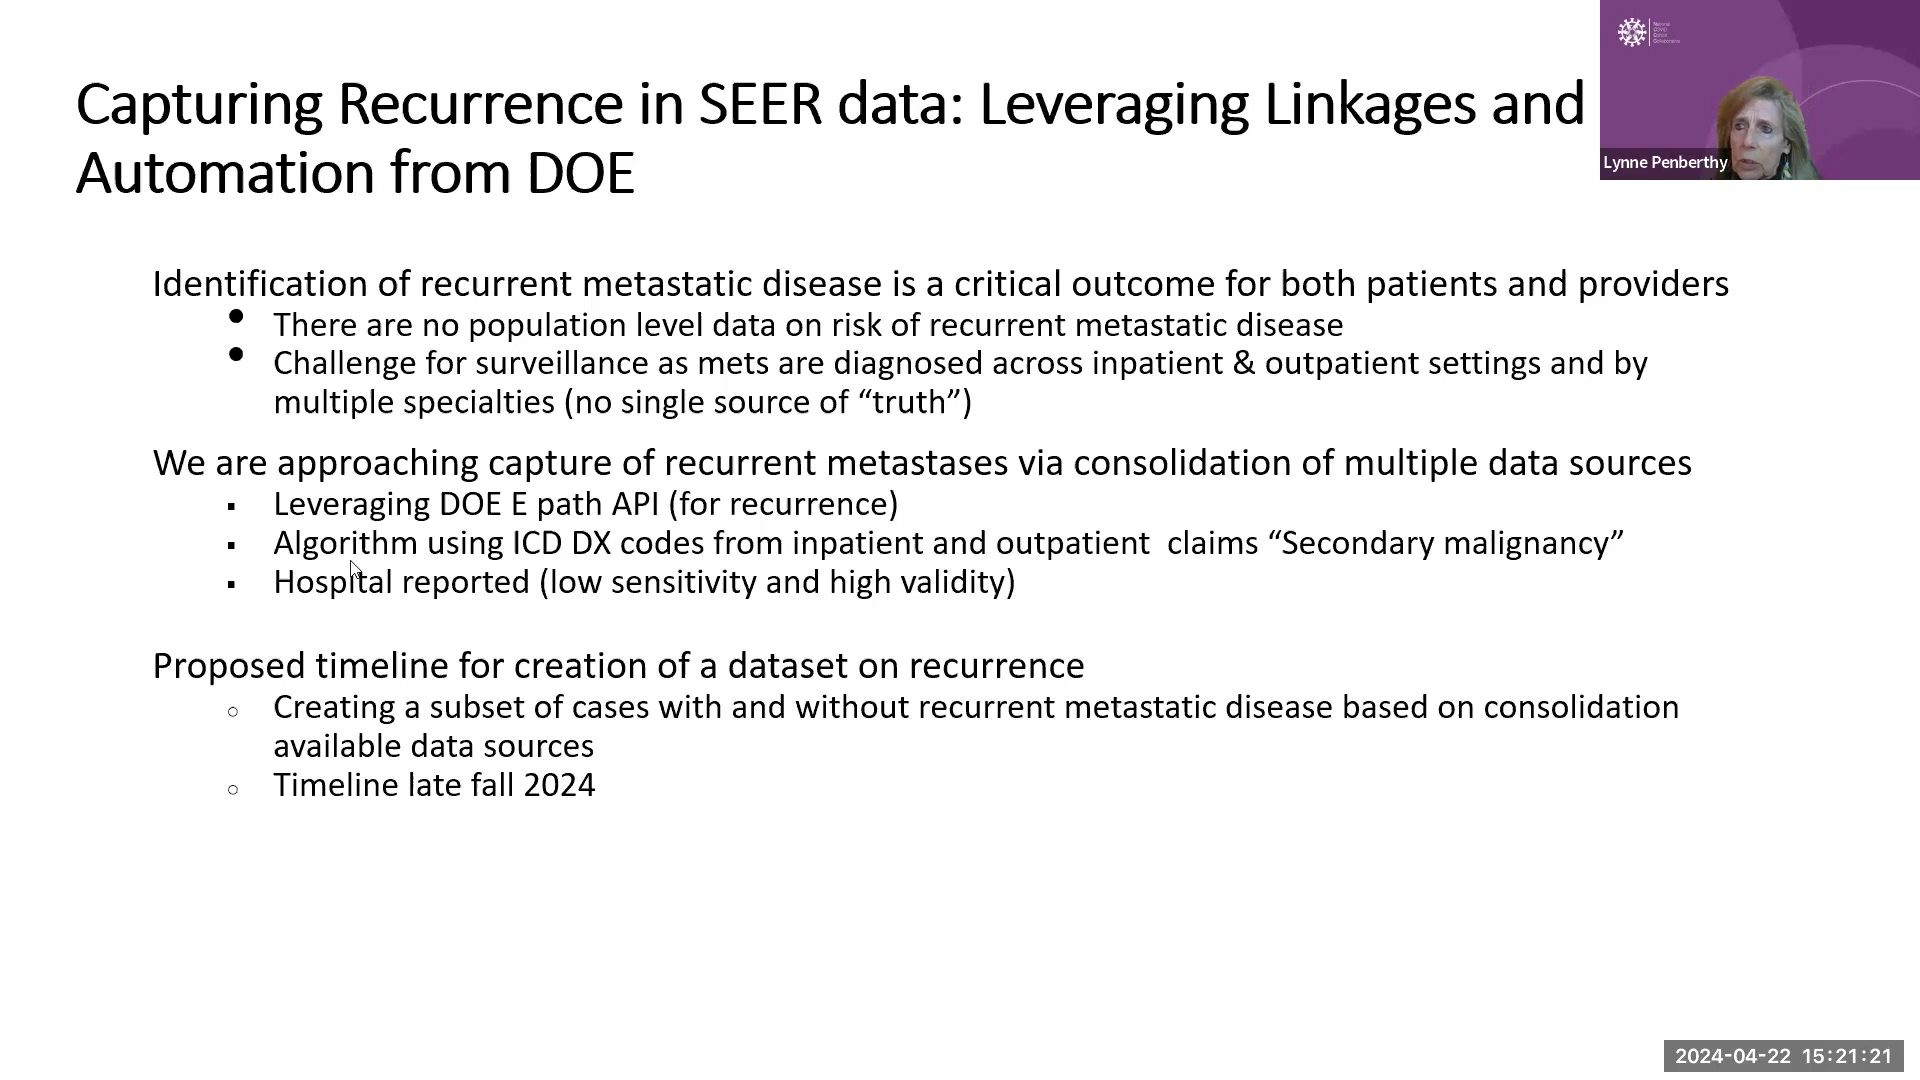 Capturing Recurrence in SEER data: Leveraging Linkages and
Automation from DOE
National
COVID
Cohort
Collaborative
Lynne Penberthy
Identification of recurrent metastatic disease is a critical outcome for both patients and providers
There are no population level data on risk of recurrent metastatic disease
Challenge for surveillance as mets are diagnosed across inpatient & outpatient settings and by
multiple specialties (no single source of “truth”)
We are approaching capture of recurrent metastases via consolidation of multiple data sources
Leveraging DOE E path API (for recurrence)
Algorithm using ICD DX codes from inpatient and outpatient  claims “Secondary malignancy”
Hospital reported (low sensitivity and high validity)
Proposed timeline for creation of a dataset on recurrence
Creating a subset of cases with and without recurrent metastatic disease based on consolidation
available data sources
Timeline late fall 2024
2024-04-22 15:21:21